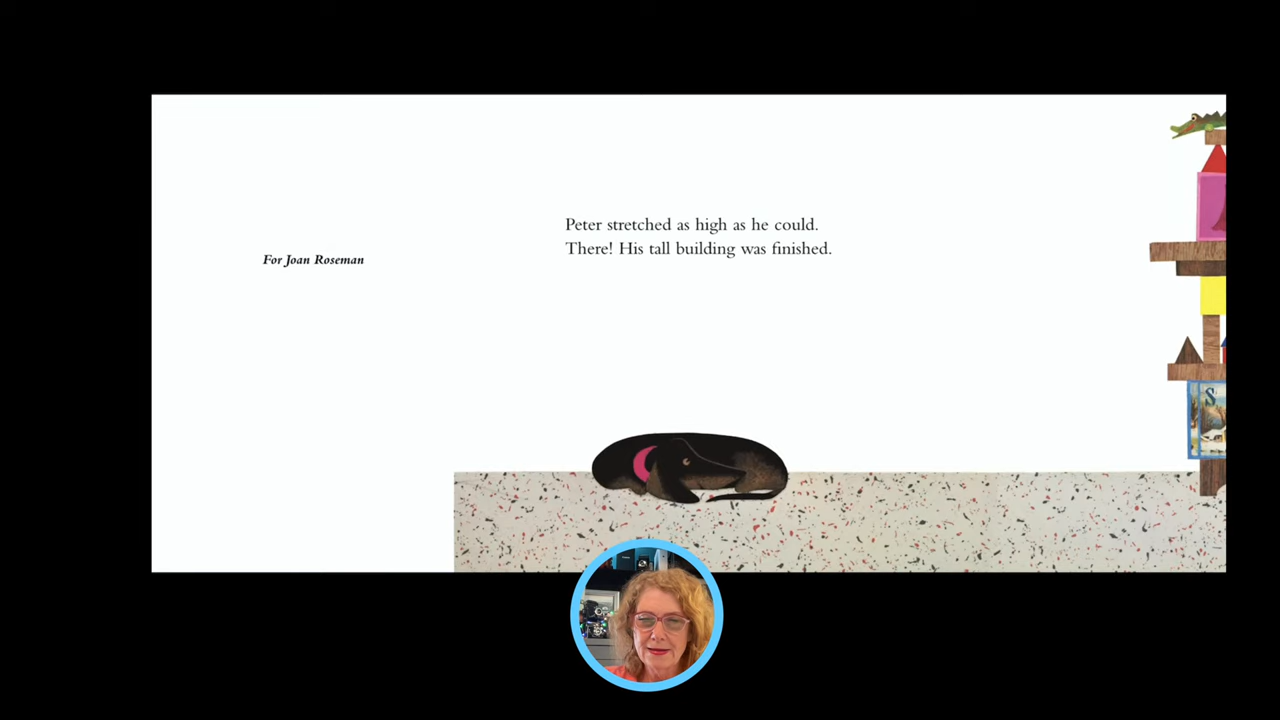 For Joan Roseman
Peter stretched as high as he could.
There! His tall building was finished.
S